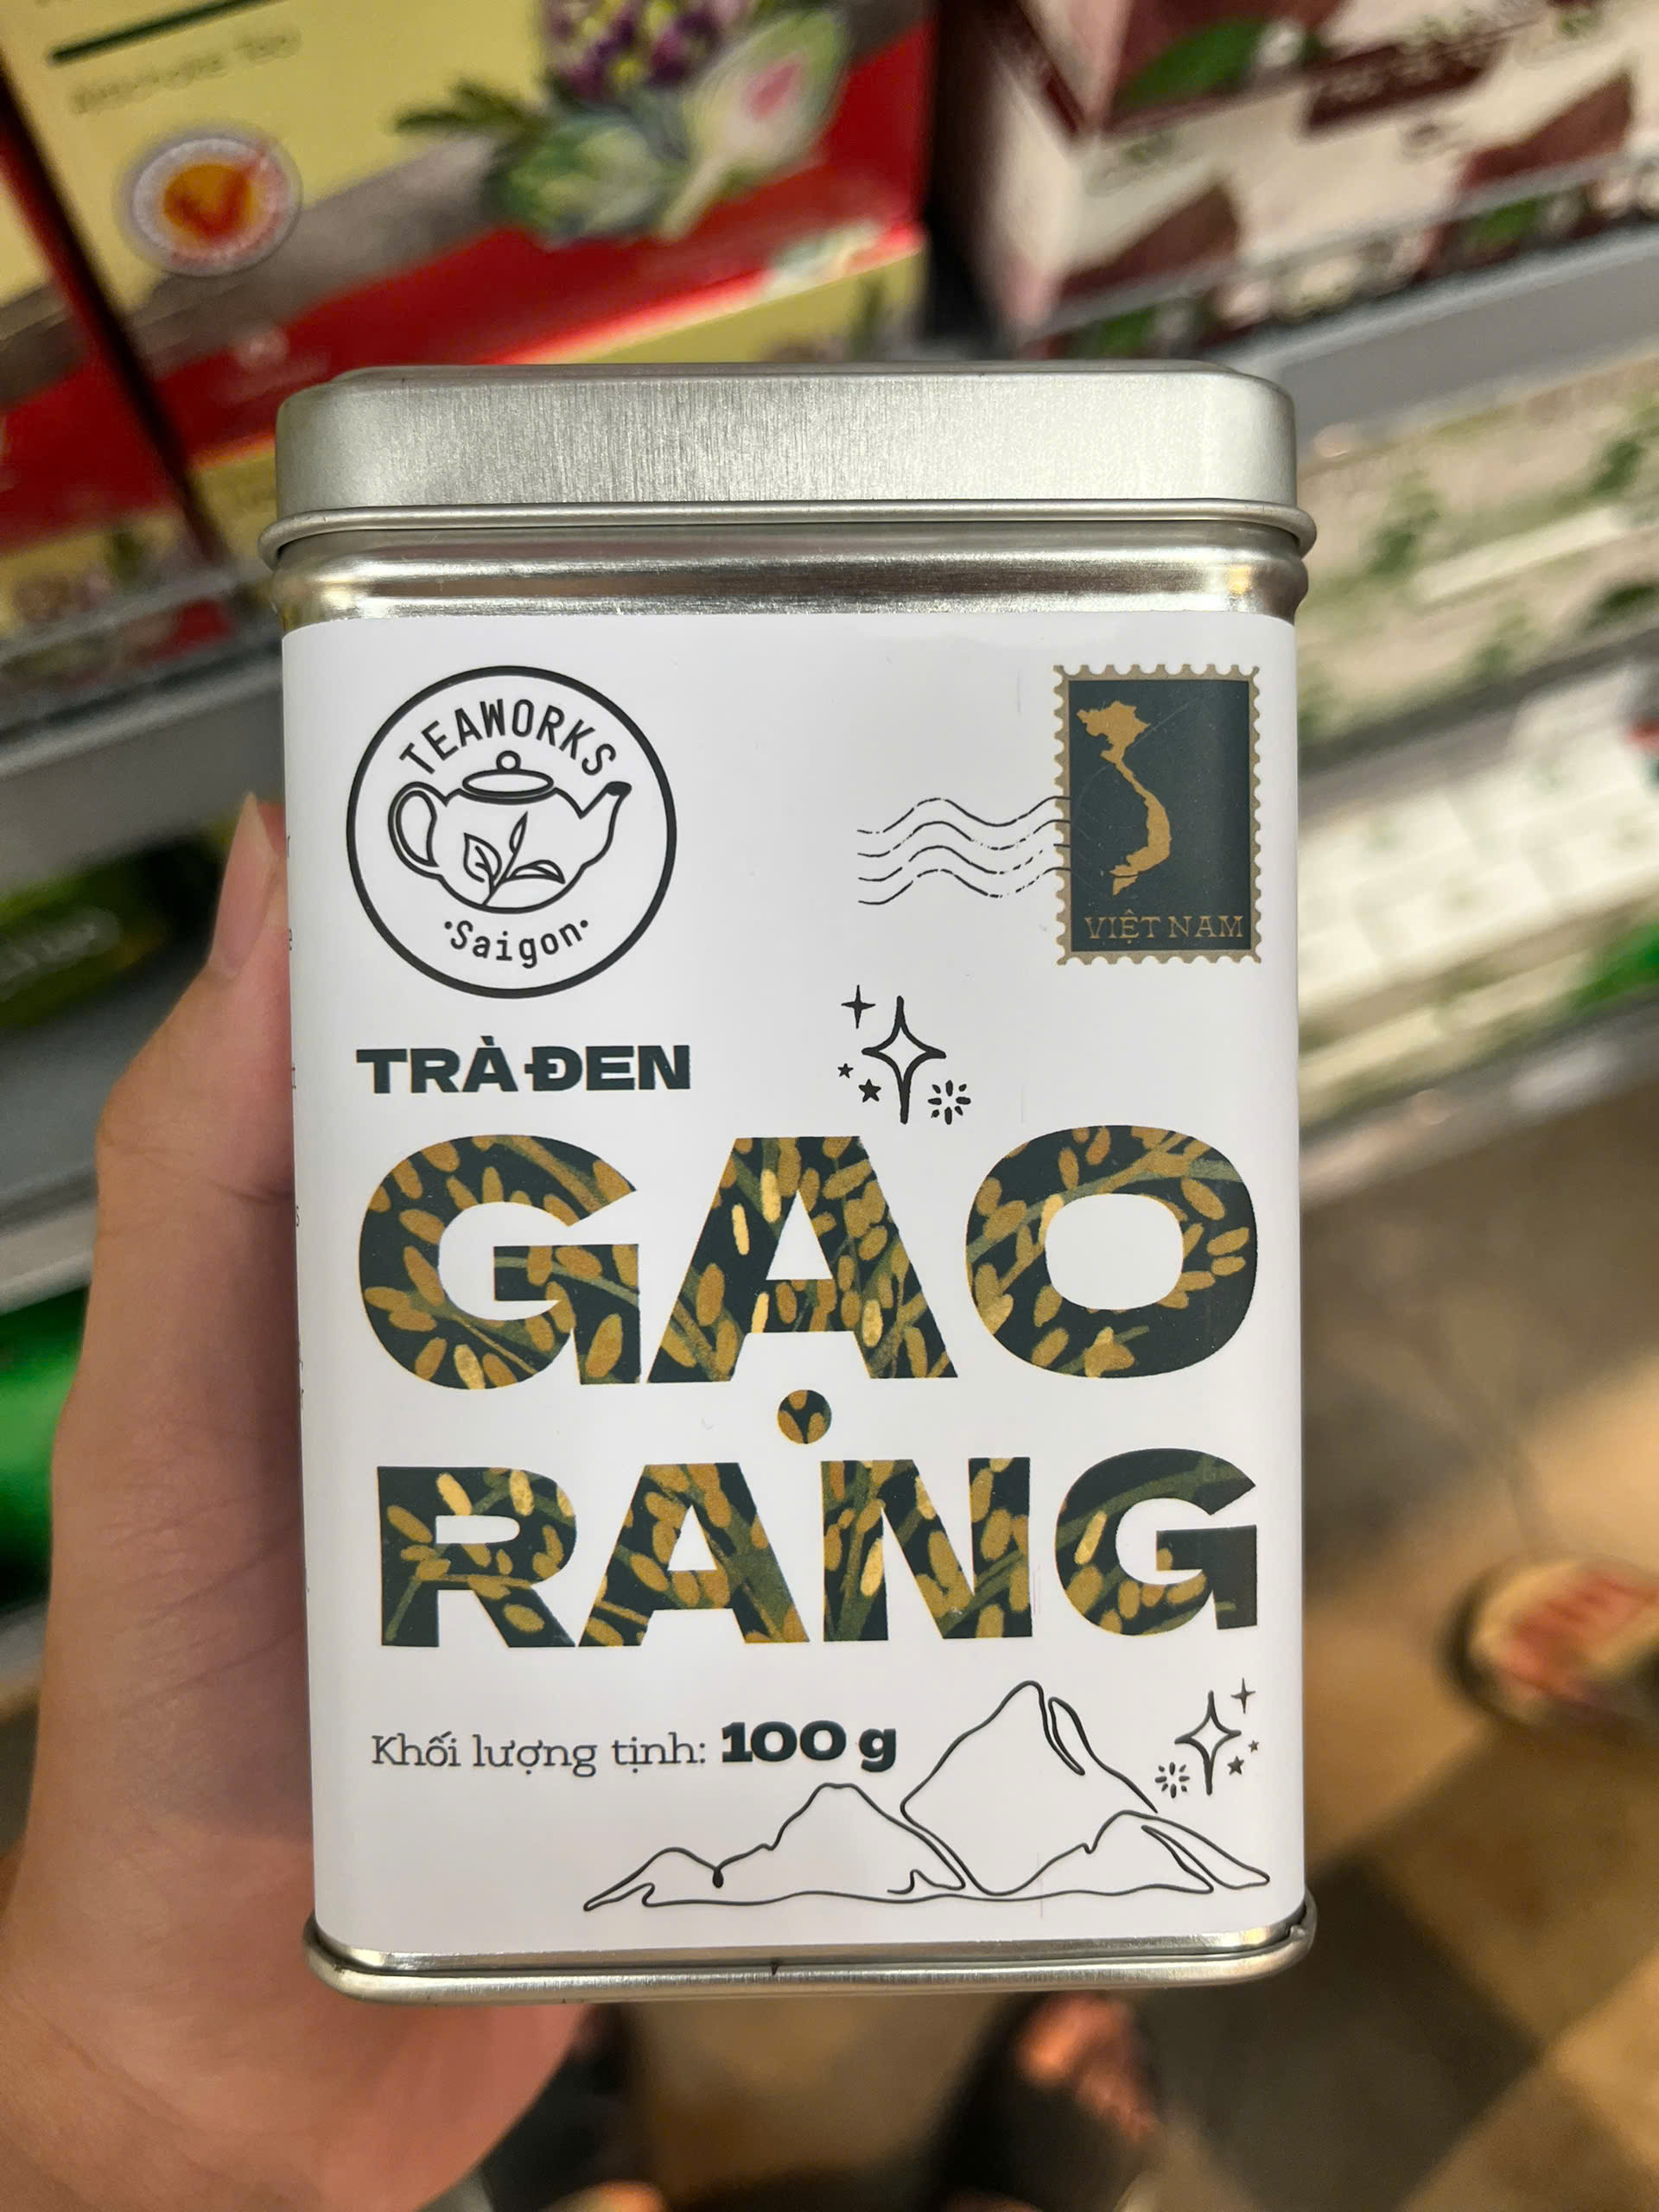 TEAWORKS
Saigon
VIỆT NAM
TRÀ ĐEN
GẠO
RANG
Khối lượng tịnh: 100 g